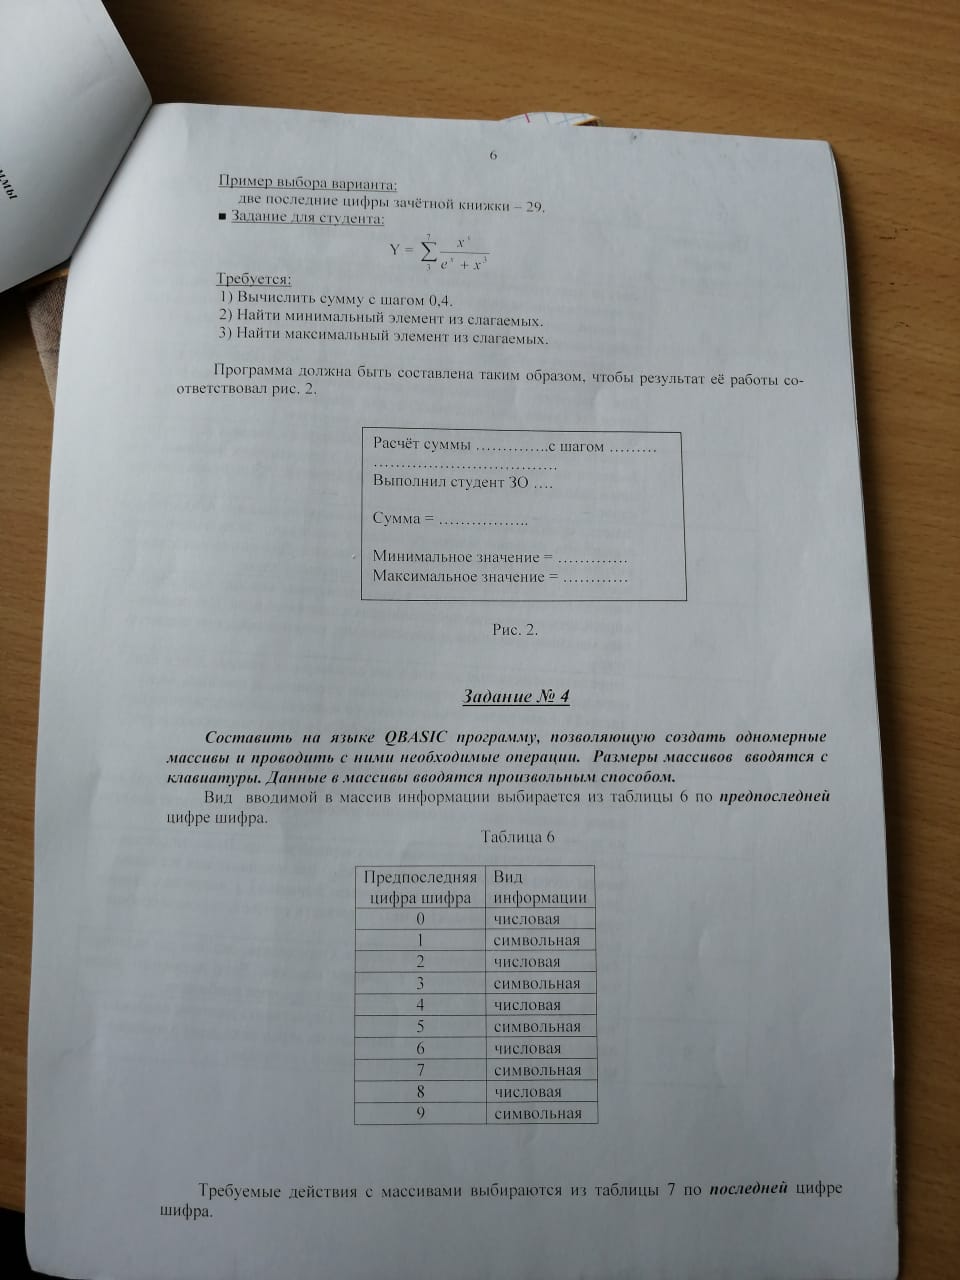 ммы
6
Пример выбора варианта:
две последние цифры зачётной книжки – 29.
■ Задание для студента:
7
Y = ∑ x / e^x + x^3
3
Требуется:
1) Вычислить сумму с шагом 0,4.
2) Найти минимальный элемент из слагаемых.
3) Найти максимальный элемент из слагаемых.
Программа должна быть составлена таким образом, чтобы результат её работы со-
ответствовал рис. 2.
Расчёт суммы …………..с шагом ………
……………………………
Выполнил студент ЗО ….
Сумма = ……………..
Минимальное значение = ………….
Максимальное значение = …………
Рис. 2.
Задание № 4
Составить на языке QBASIC программу, позволяющую создать одномерные
массивы и проводить с ними необходимые операции. Размеры массивов вводятся с
клавиатуры. Данные в массивы вводятся произвольным способом.
Вид вводимой в массив информации выбирается из таблицы 6 по предпоследней
цифре шифра.
Таблица 6
Предпоследняя Вид
цифра шифра информации
0 числовая
1 символьная
2 числовая
3 символьная
4 числовая
5 символьная
6 числовая
7 символьная
8 числовая
9 символьная
Требуемые действия с массивами выбираются из таблицы 7 по последней цифре
шифра.